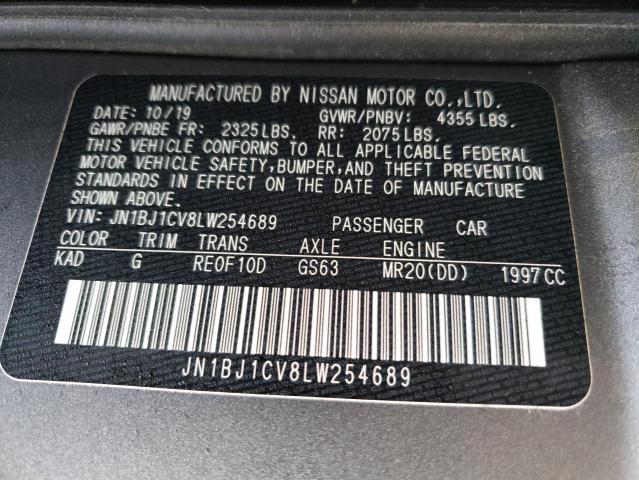 MANUFACTURED BY NISSAN MOTOR CO.,LTD.
DATE: 10/19 GVWR/PNBV: 4355 LBS.
GAWR/PNBE FR: 2325 LBS. RR: 2075 LBS.
THIS VEHICLE CONFORMS TO ALL APPLICABLE FEDERAL
MOTOR VEHICLE SAFETY, BUMPER, AND THEFT PREVENTION
STANDARDS IN EFFECT ON THE DATE OF MANUFACTURE
SHOWN ABOVE.
VIN: JN1BJ1CV8LW254689 PASSENGER CAR
COLOR TRIM TRANS AXLE ENGINE
KAD G RE0F10D GS63 MR20(DD) 1997CC
JN1BJ1CV8LW254689